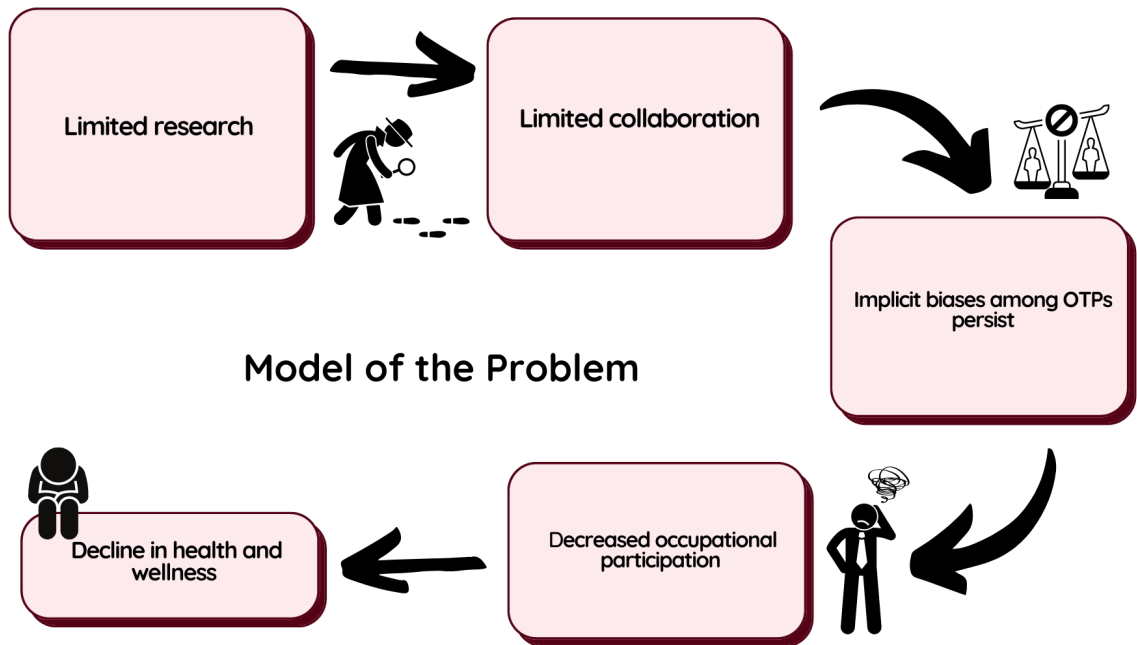 Limited research
Limited collaboration
Implicit biases among OTPs
persist
Model of the Problem
Decreased occupational
participation
Decline in health and
wellness